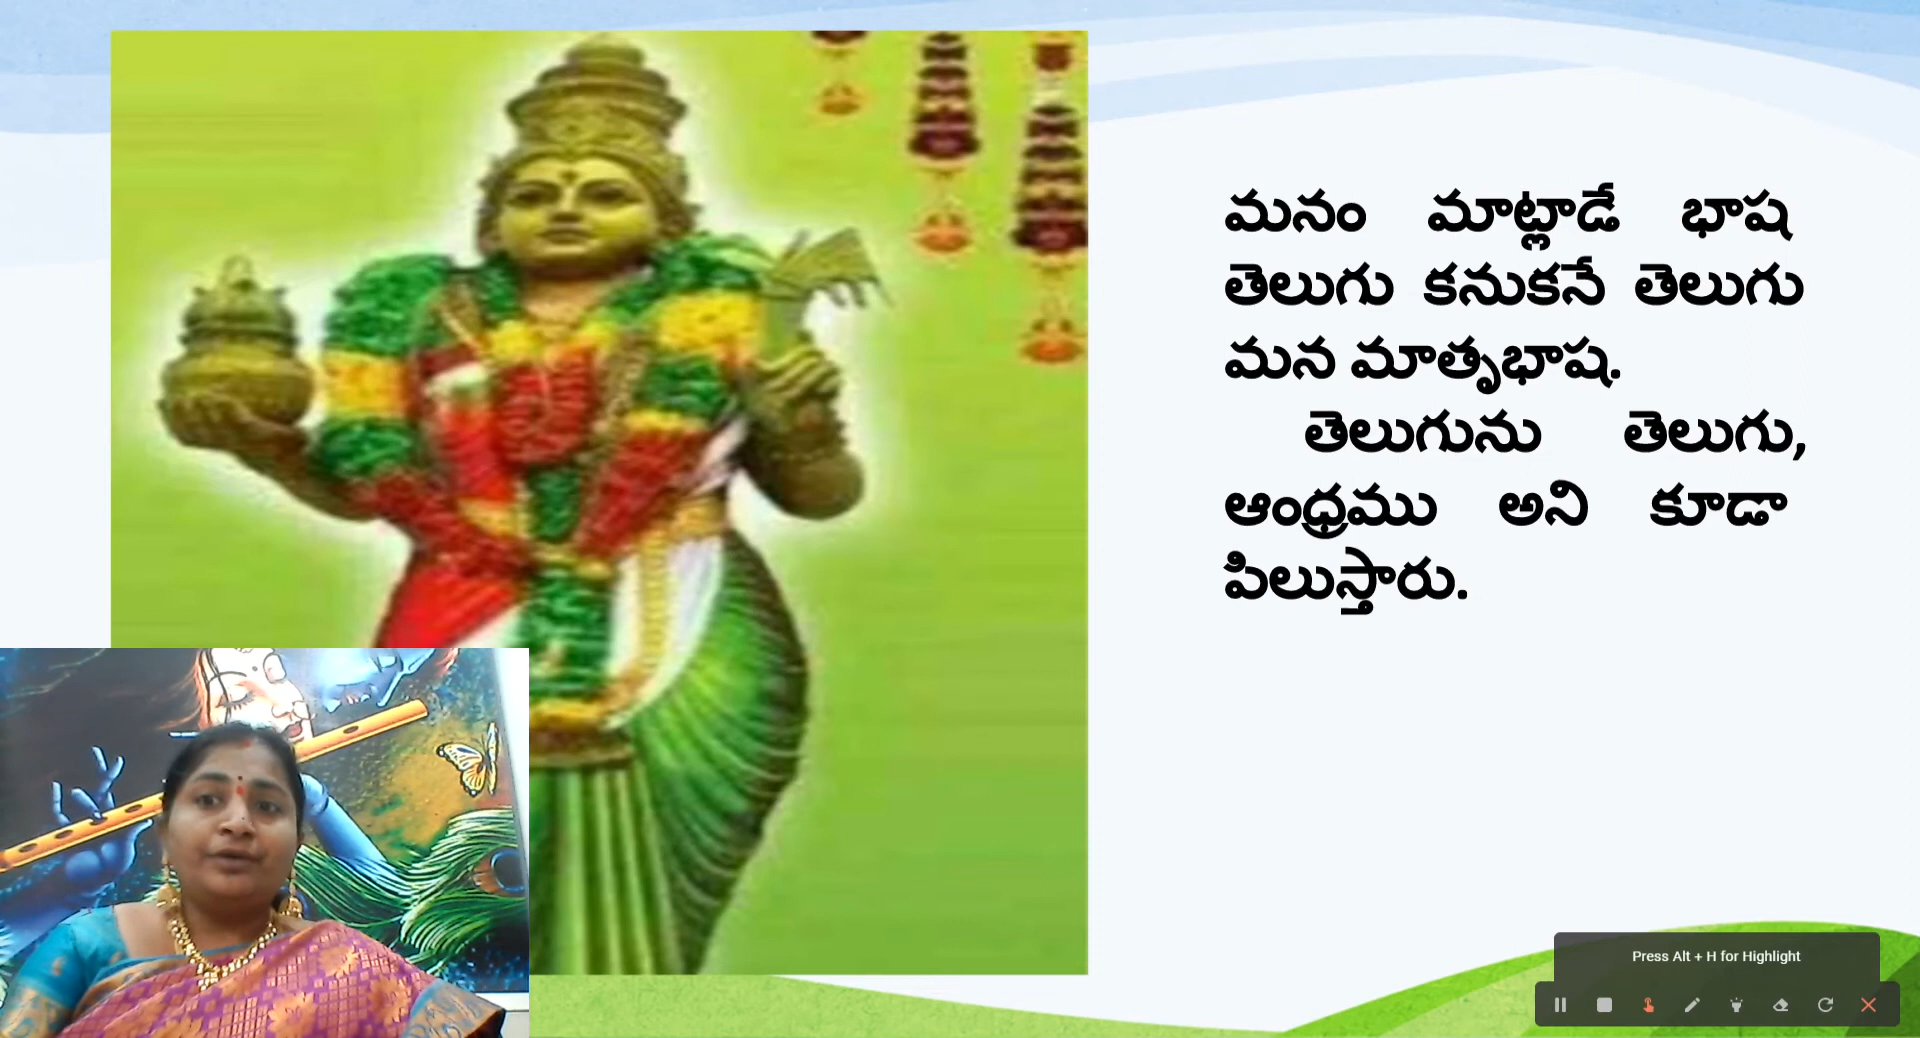 మనం మాట్లాడే భాష
తెలుగు కనుకనే తెలుగు
మన మాతృభాష.
తెలుగును తెలుగు,
ఆంధ్రము అని కూడా
పిలుస్తారు.
Press Alt + H for Highlight